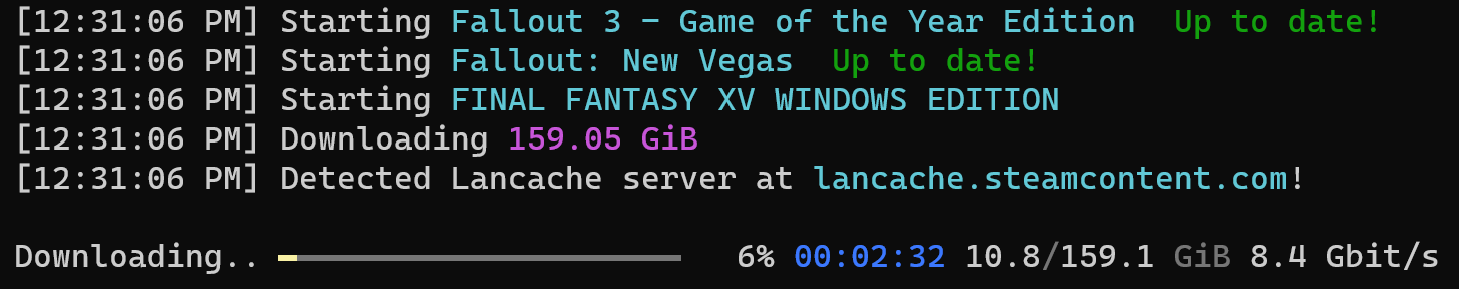 [12:31:06 PM] Starting Fallout 3 - Game of the Year Edition  Up to date!
[12:31:06 PM] Starting Fallout: New Vegas  Up to date!
[12:31:06 PM] Starting FINAL FANTASY XV WINDOWS EDITION
[12:31:06 PM] Downloading 159.05 GiB
[12:31:06 PM] Detected Lancache server at lancache.steamcontent.com!
Downloading.. 6% 00:02:32 10.8/159.1 GiB 8.4 Gbit/s